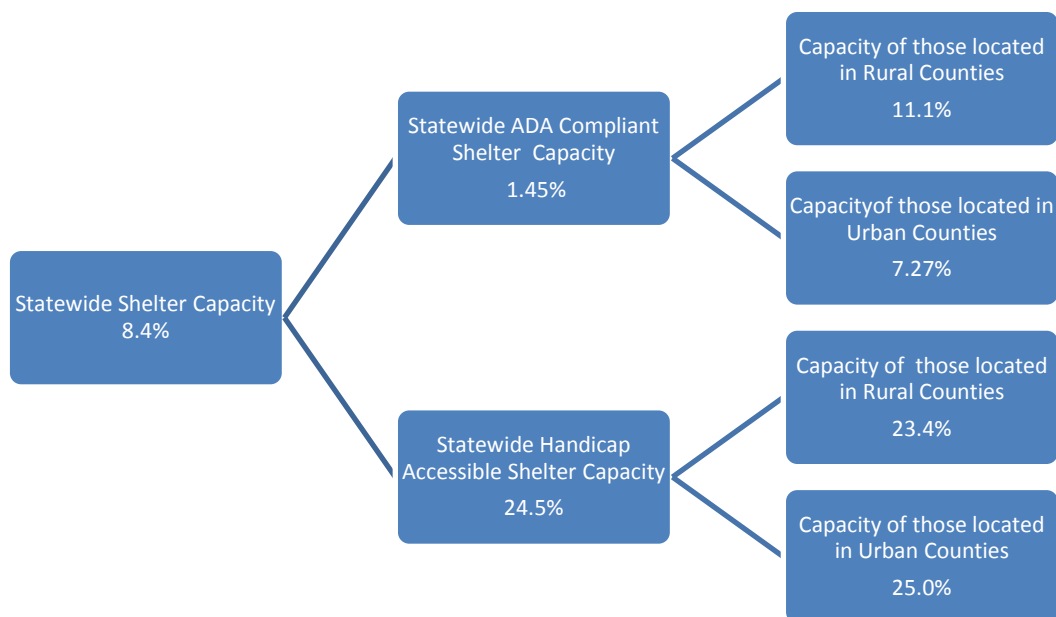 Statewide Shelter Capacity
8.4%
Statewide ADA Compliant
Shelter Capacity
1.45%
Capacity of those located
in Rural Counties
11.1%
Capacityof those located in
Urban Counties
7.27%
Statewide Handicap
Accessible Shelter Capacity
24.5%
Capacity of those located
in Rural Counties
23.4%
Capacity of those located
in Urban Counties
25.0%